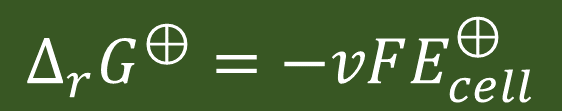 Δ_r G^⊕ = −vFE^⊕_cell